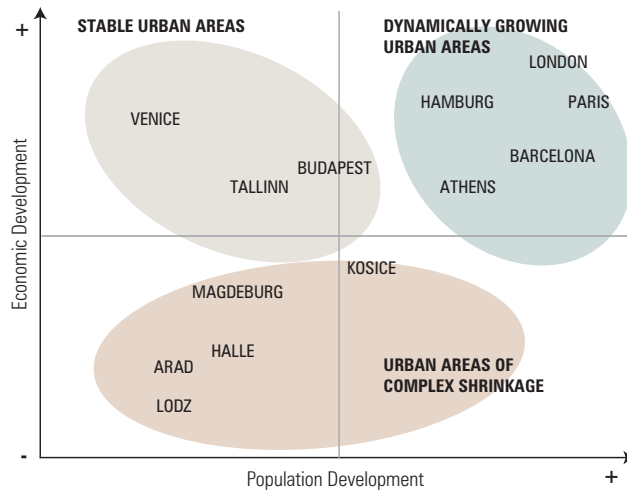 +
STABLE URBAN AREAS
DYNAMICALLY GROWING
URBAN AREAS
LONDON
HAMBURG
PARIS
VENICE
BARCELONA
BUDAPEST
TALLINN
ATHENS
Economic Development
KOSICE
MAGDEBURG
HALLE
ARAD
URBAN AREAS OF
COMPLEX SHRINKAGE
LODZ
-
Population Development
+